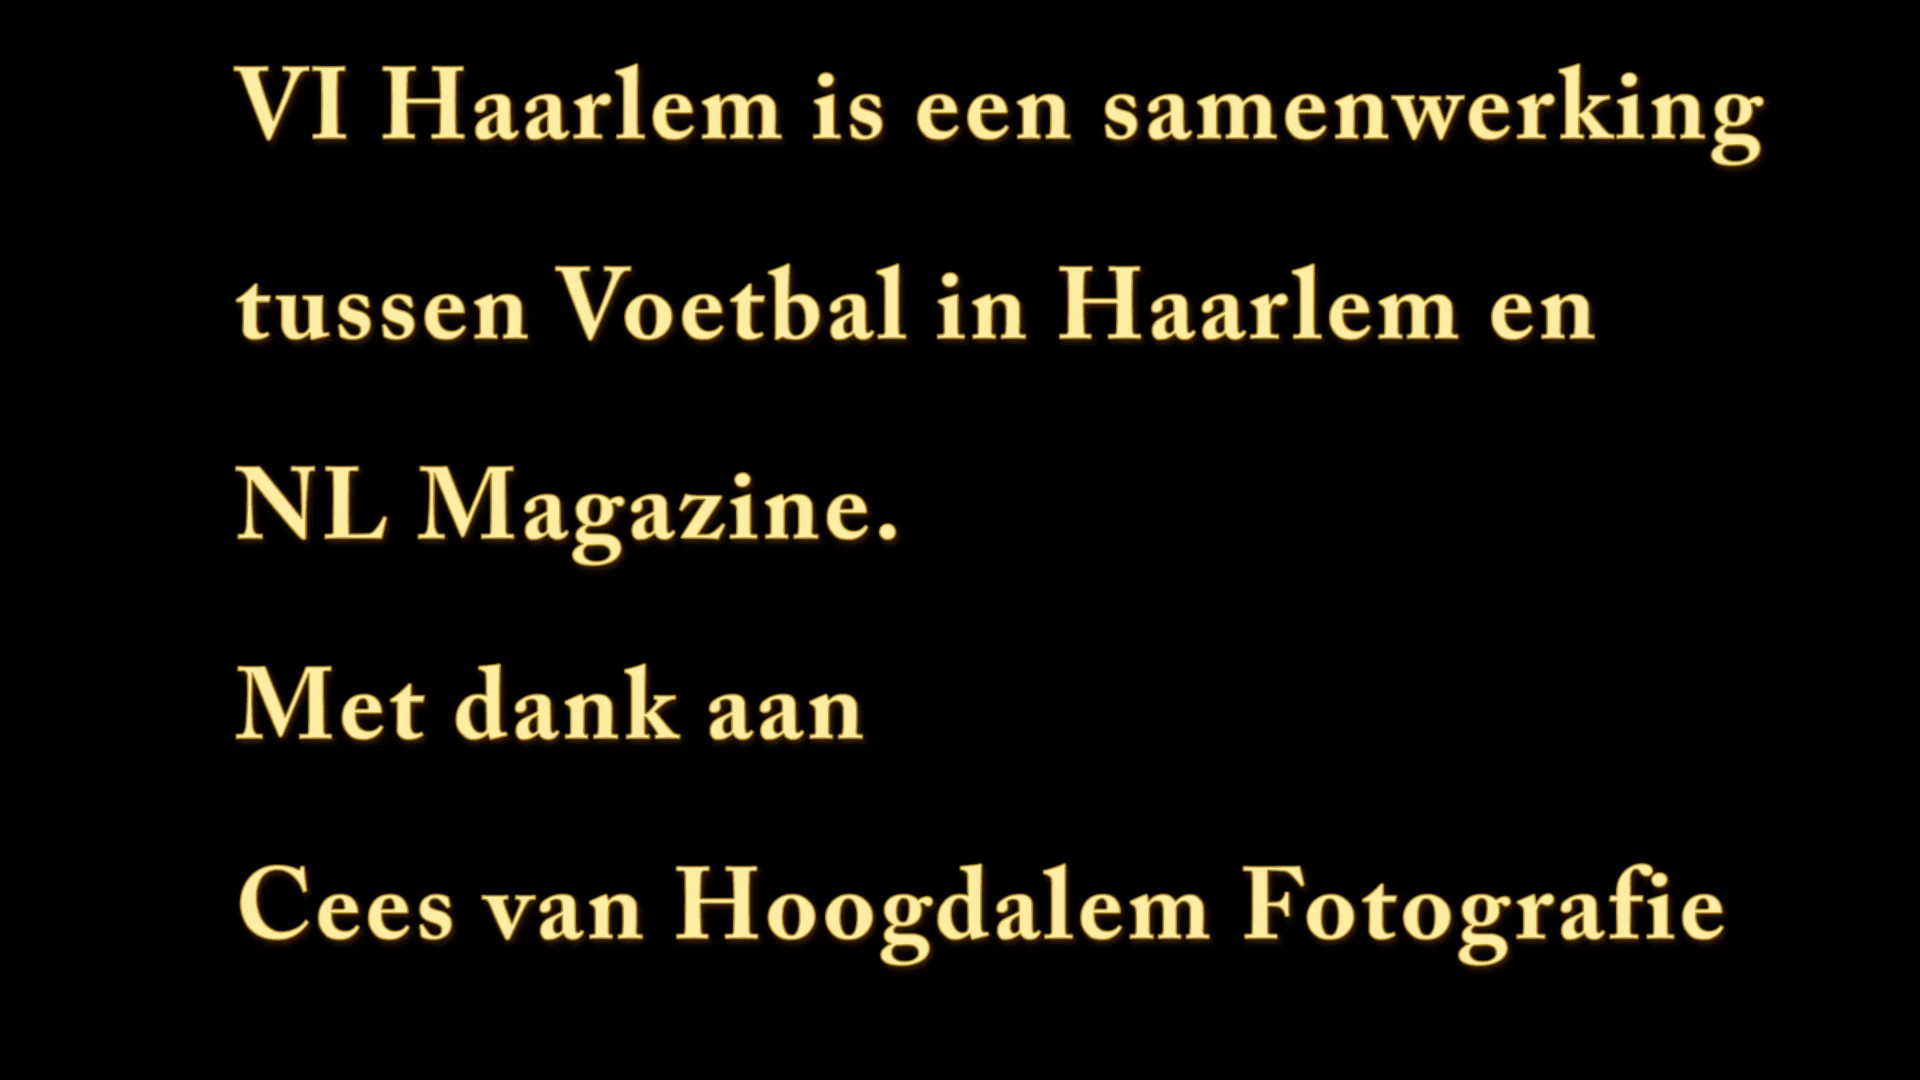 VI Haarlem is een samenwerking
tussen Voetbal in Haarlem en
NL Magazine.
Met dank aan
Cees van Hoogdalem Fotografie